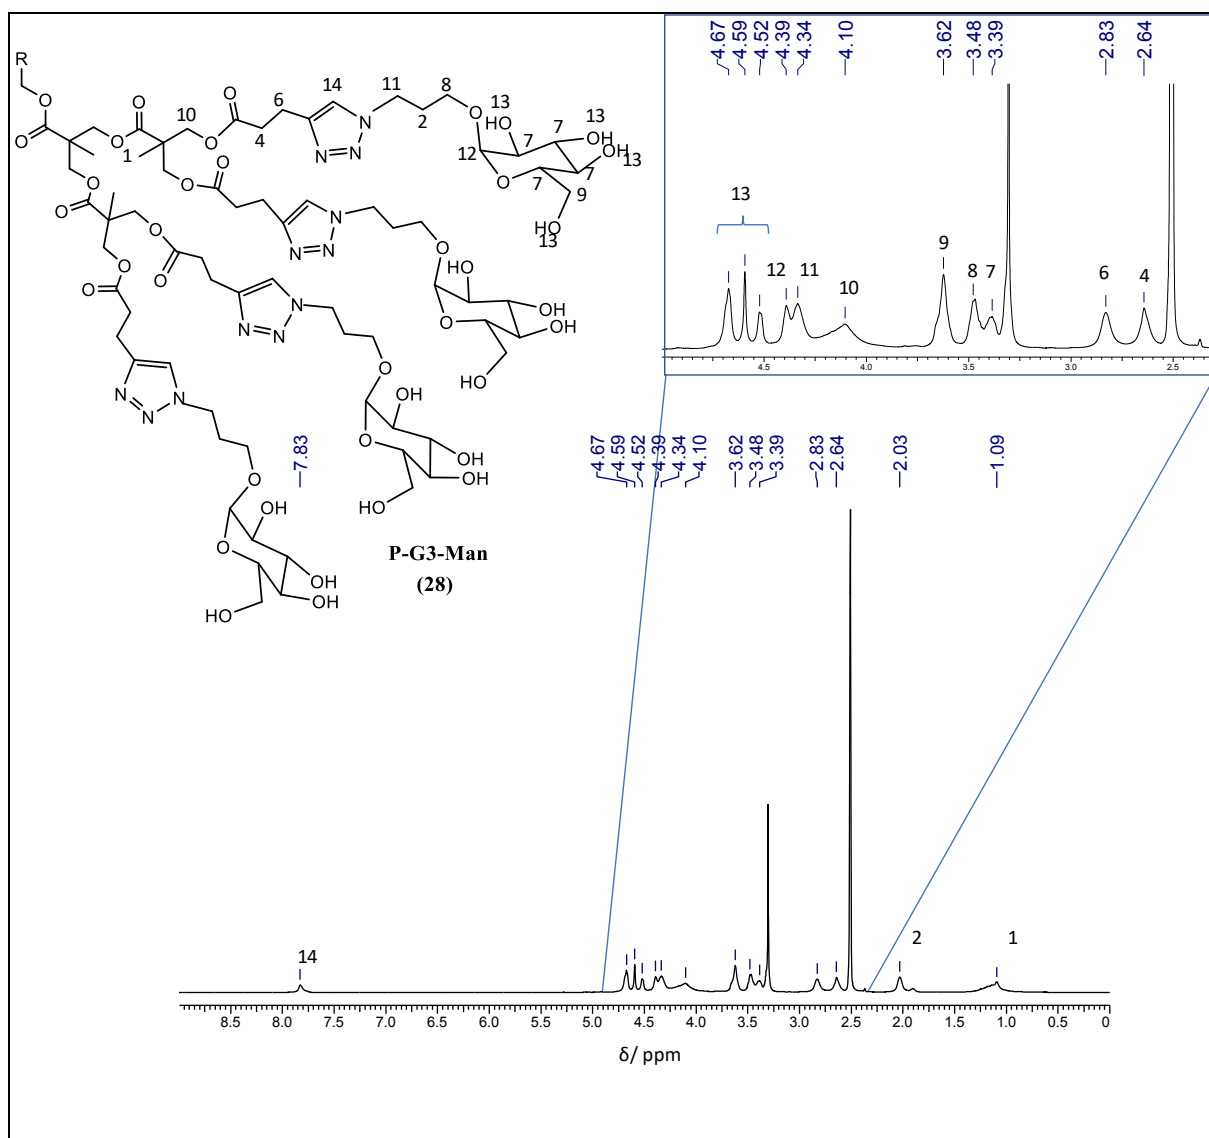 4.67
4.59
4.52
4.39
4.34
4.10
3.62
3.48
3.39
2.83
2.64
13
12
11
10
9
8
7
6
4
4.5
4.0
3.5
3.0
2.5
R
O
O
1
O
O
10
O
O
4
6
14
N
N
N
11
2
8
O
12
O
HO
13
7
7
OH
13
OH
13
7
7
9
HO
13
O
O
O
O
O
N
N
N
O
O
HO
OH
OH
HO
O
O
O
O
N
N
N
O
O
OH
OH
OH
HO
N
N
N
O
O
OH
OH
OH
HO
P-G3-Man
(28)
7.83
4.67
4.59
4.52
4.39
4.34
4.10
3.62
3.48
3.39
2.83
2.64
2.03
1.09
14
2
1
8.5 8.0 7.5 7.0 6.5 6.0 5.5 5.0 4.5 4.0 3.5 3.0 2.5 2.0 1.5 1.0 0.5 0
δ/ ppm